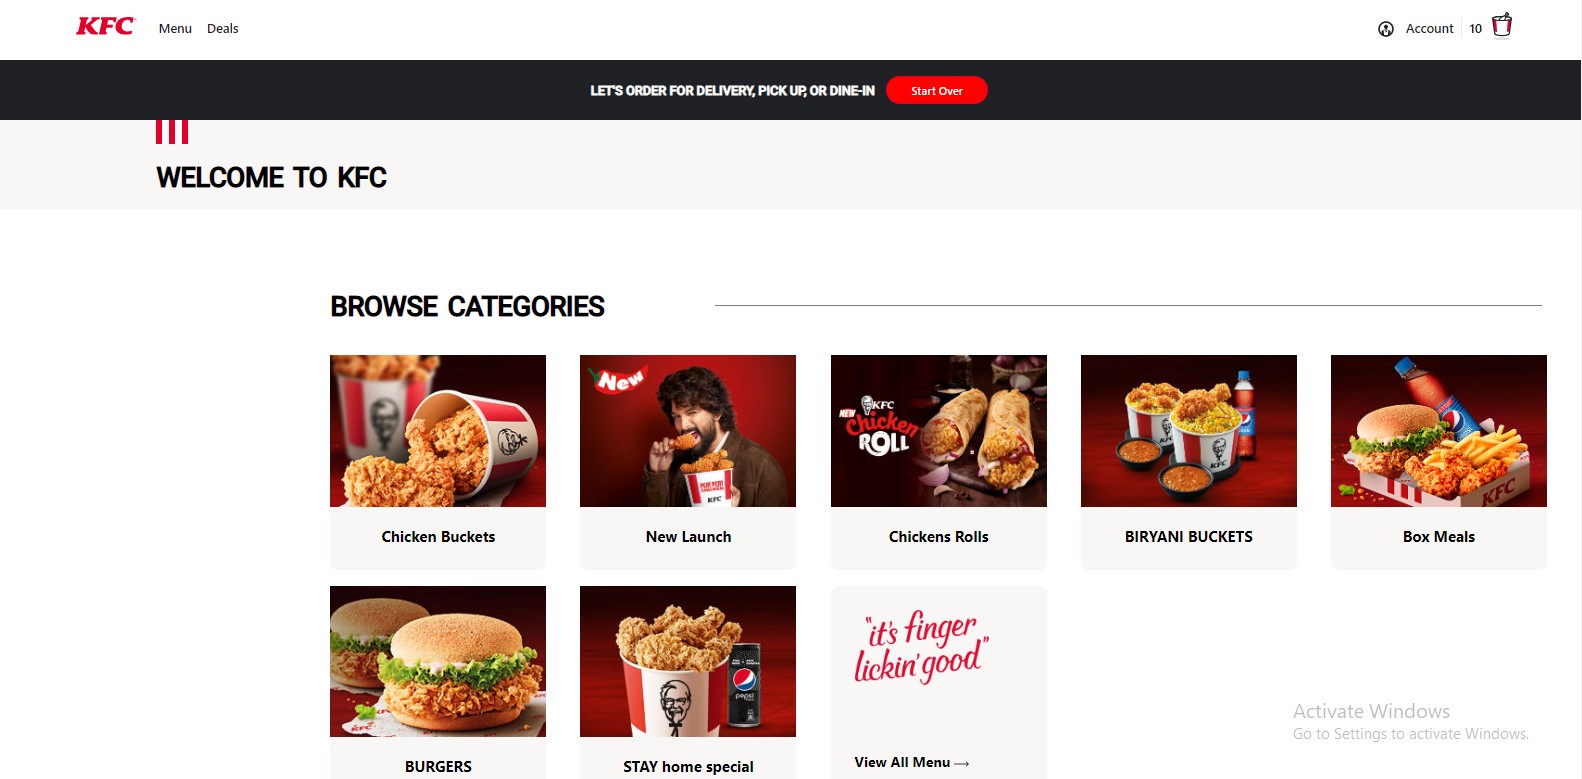 KFC
Menu
Deals
Account
10
LET'S ORDER FOR DELIVERY, PICK UP, OR DINE-IN
Start Over
WELCOME TO KFC
BROWSE CATEGORIES
New
NEW
KFC
Chicken
ROLL
KFC
KFC
KFC
KFC
Chicken Buckets
New Launch
Chickens Rolls
BIRYANI BUCKETS
Box Meals
"it's finger
lickin' good"
pepsi
BURGERS
STAY home special
View All Menu →
Activate Windows
Go to Settings to activate Windows.